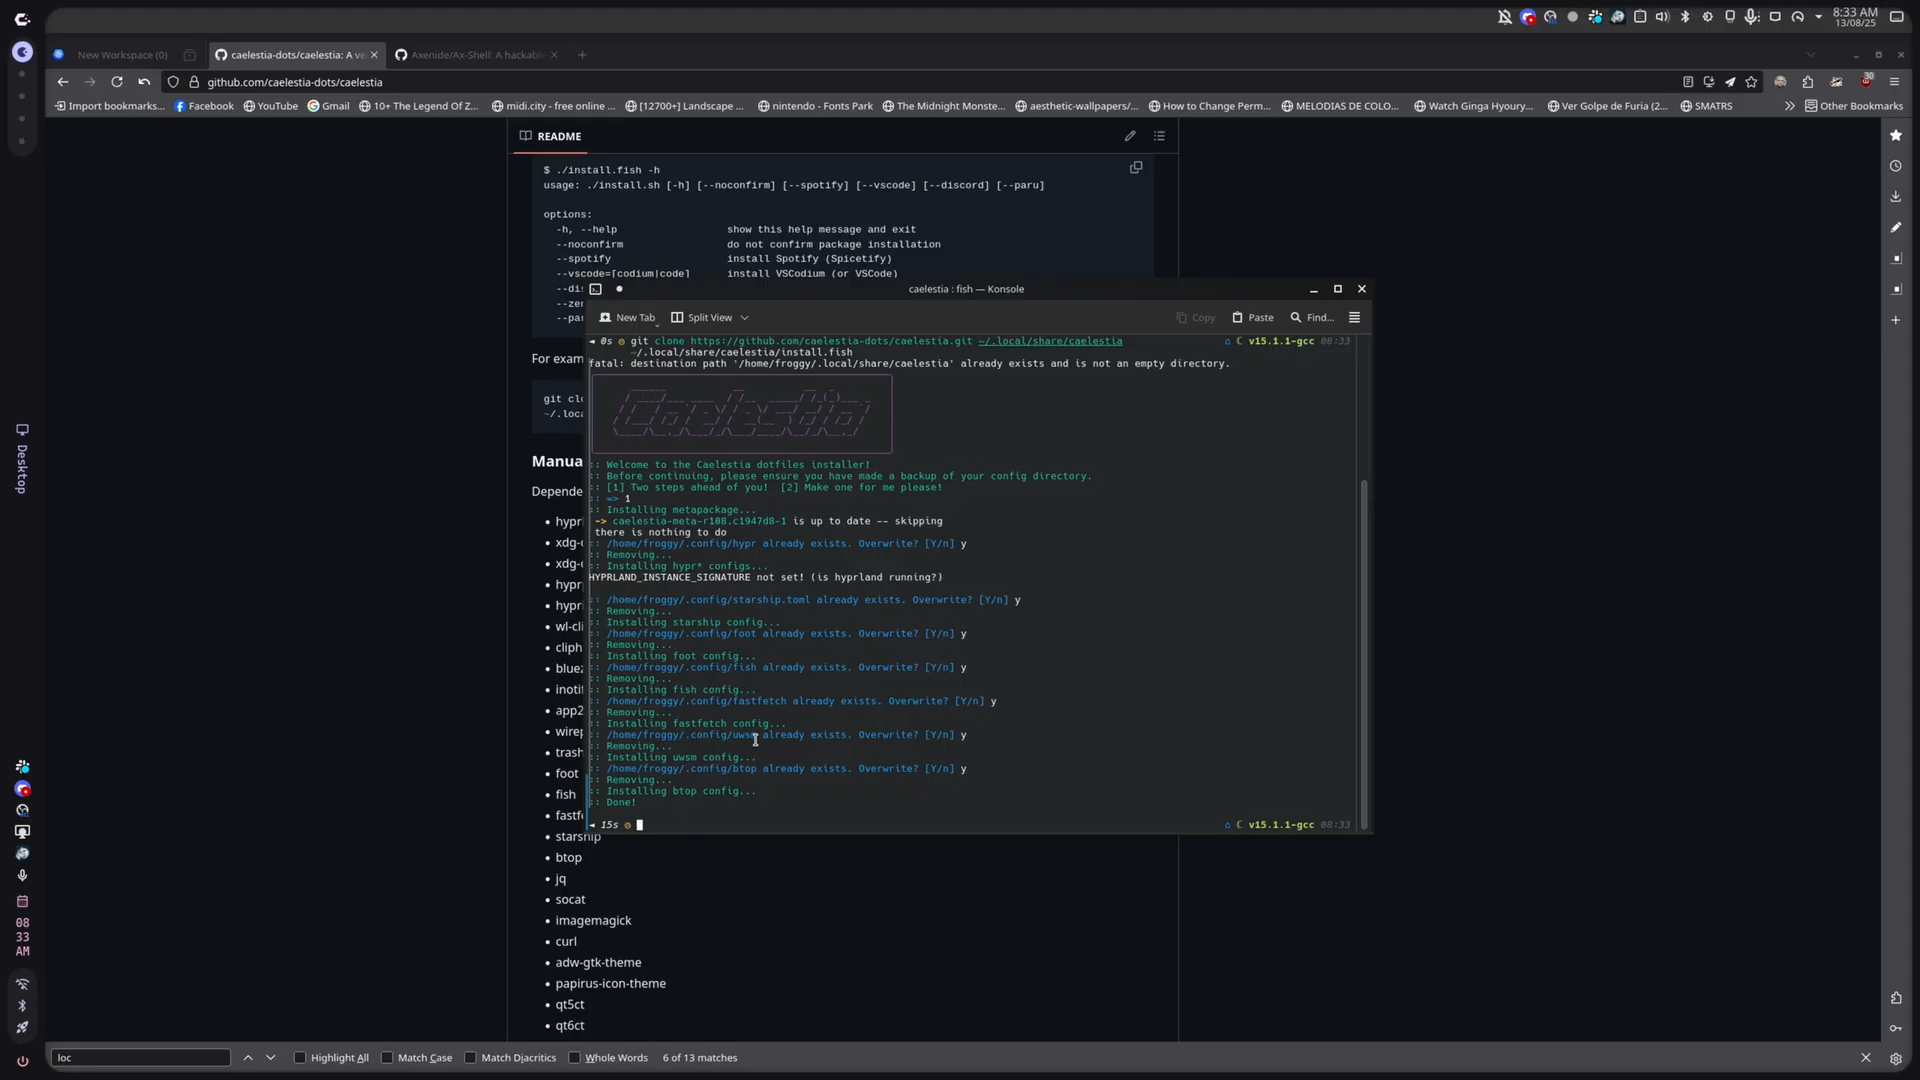 8:33 AM
13/08/25
New Workspace (0)
caelestia-dots/caelestia: A ve
Axenide/Ax-Shell: A hackable
github.com/caelestia-dots/caelestia
30
Import bookmarks...
Facebook
YouTube
Gmail
10+ The Legend Of Z...
midi.city - free online ...
[12700+] Landscape ...
nintendo - Fonts Park
The Midnight Monste...
aesthetic-wallpapers/...
How to Change Perm...
MELODIAS DE COLO...
Watch Ginga Hyoury...
Ver Golpe de Furia (2...
SMATRS
Other Bookmarks
README
$ ./install.fish -h
usage: ./install.sh [-h] [--noconfirm] [--spotify] [--vscode] [--discord] [--paru]
options:
-h, --help show this help message and exit
--noconfirm do not confirm package installation
--spotify install Spotify (Spicetify)
--vscode=[codium|code] install VSCodium (or VSCode)
--dis
--zen
--par
For exam
git clo
~/.loca
Manua
Depende
hypr
xdg-d
xdg-d
hypr
hypr
wl-cli
cliph
bluez
inoti
app2
wirep
trash
foot
fish
fastfe
starship
btop
jq
socat
imagemagick
curl
adw-gtk-theme
papirus-icon-theme
qt5ct
qt6ct
caelestia : fish — Konsole
New Tab
Split View
Copy
Paste
Find...
0s git clone https://github.com/caelestia-dots/caelestia.git ~/.local/share/caelestia v15.1.1-gcc 08:33
~/.local/share/caelestia/install.fish
fatal: destination path '/home/froggy/.local/share/caelestia' already exists and is not an empty directory.
:: Welcome to the Caelestia dotfiles installer!
:: Before continuing, please ensure you have made a backup of your config directory.
:: [1] Two steps ahead of you! [2] Make one for me please!
:: => 1
:: Installing metapackage...
-> caelestia-meta-r108.c1947d8-1 is up to date -- skipping
there is nothing to do
:: /home/froggy/.config/hypr already exists. Overwrite? [Y/n] y
:: Removing...
:: Installing hypr* configs...
HYPRLAND_INSTANCE_SIGNATURE not set! (is hyprland running?)
:: /home/froggy/.config/starship.toml already exists. Overwrite? [Y/n] y
:: Removing...
:: Installing starship config...
:: /home/froggy/.config/foot already exists. Overwrite? [Y/n] y
:: Removing...
:: Installing foot config...
:: /home/froggy/.config/fish already exists. Overwrite? [Y/n] y
:: Removing...
:: Installing fish config...
:: /home/froggy/.config/fastfetch already exists. Overwrite? [Y/n] y
:: Removing...
:: Installing fastfetch config...
:: /home/froggy/.config/uwsm already exists. Overwrite? [Y/n] y
:: Removing...
:: Installing uwsm config...
:: /home/froggy/.config/btop already exists. Overwrite? [Y/n] y
:: Removing...
:: Installing btop config...
:: Done!
15s v15.1.1-gcc 08:33
Desktop
08
33
AM
loc
Highlight All
Match Case
Match Diacritics
Whole Words
6 of 13 matches